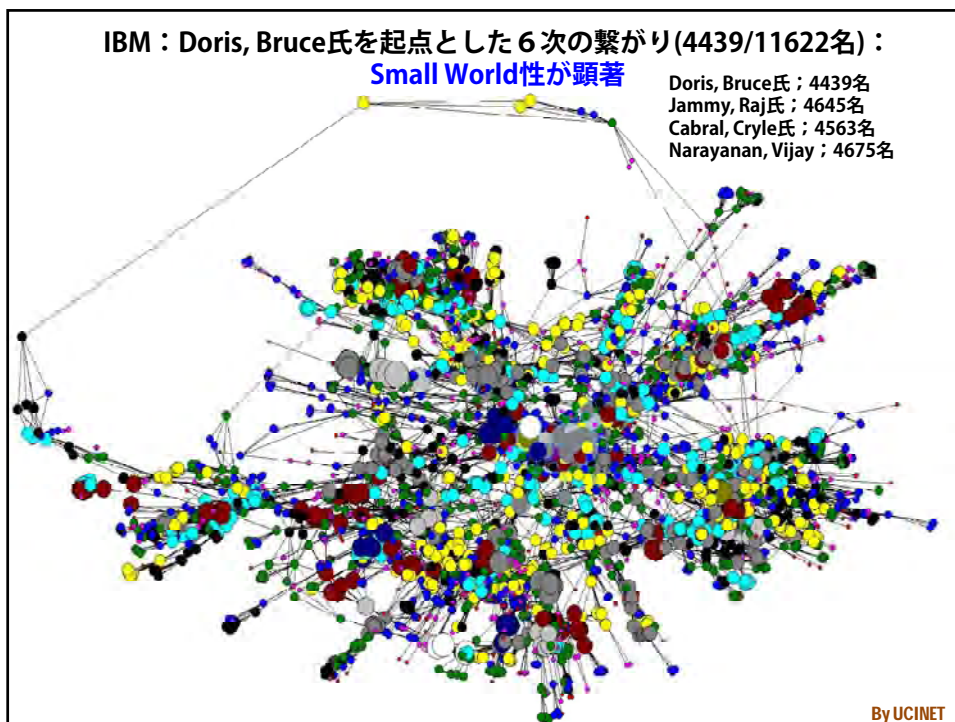 IBM：Doris, Bruce氏を起点とした６次の繋がり(4439/11622名)：
Small World性が顕著
Doris, Bruce氏；4439名
Jammy, Raj氏；4645名
Cabral, Cryle氏；4563名
Narayanan, Vijay；4675名
By UCINET